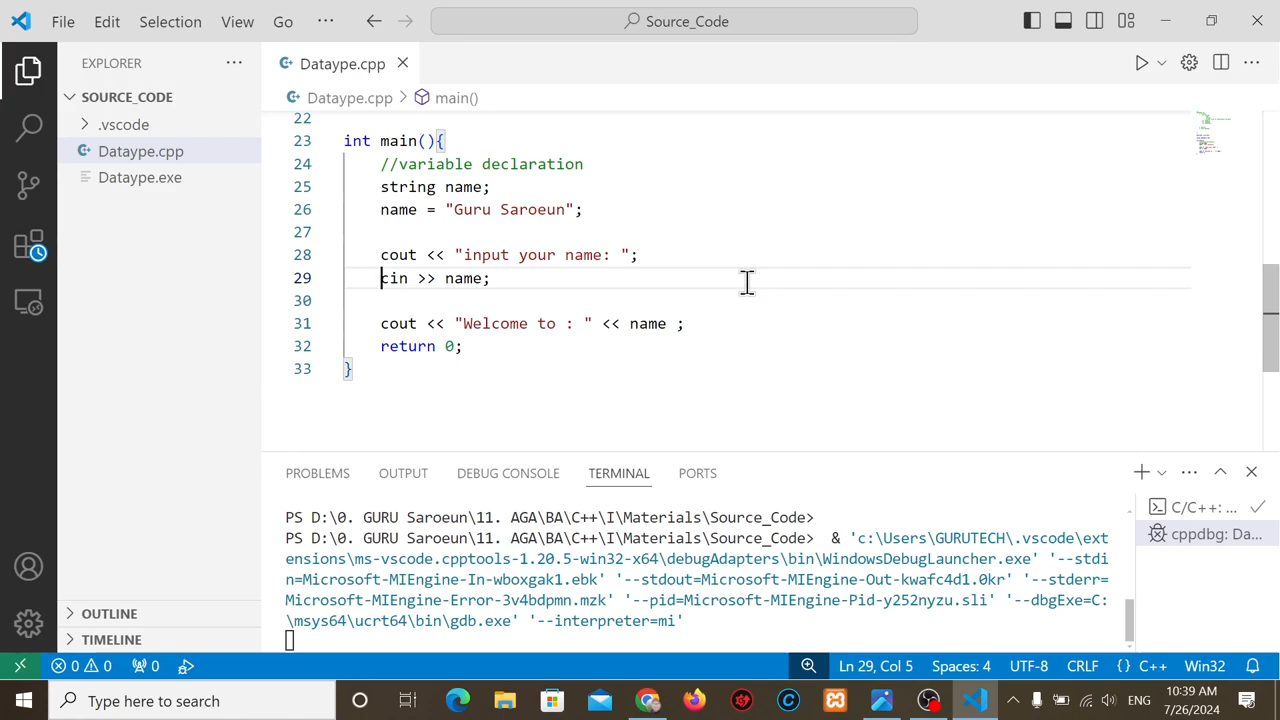 File Edit Selection View Go ··· Source_Code
EXPLORER ···
Dataype.cpp
SOURCE_CODE
Dataype.cpp > main()
.vscode
Dataype.cpp
Dataype.exe
22
23 int main(){
24 //variable declaration
25 string name;
26 name = "Guru Saroeun";
27
28 cout << "input your name: ";
29 cin >> name;
30
31 cout << "Welcome to : " << name ;
32 return 0;
33 }
PROBLEMS OUTPUT DEBUG CONSOLE TERMINAL PORTS
PS D:\0. GURU Saroeun\11. AGA\BA\C++\I\Materials\Source_Code>
PS D:\0. GURU Saroeun\11. AGA\BA\C++\I\Materials\Source_Code>  & 'c:\Users\GURUTECH\.vscode\ext
ensions\ms-vscode.cpptools-1.20.5-win32-x64\debugAdapters\bin\WindowsDebugLauncher.exe' '--stdi
n=Microsoft-MIEngine-In-wboxgak1.ebk' '--stdout=Microsoft-MIEngine-Out-kwafc4d1.0kr' '--stderr=
Microsoft-MIEngine-Error-3v4bdpmn.mzk' '--pid=Microsoft-MIEngine-Pid-y252nyzu.sli' '--dbgExe=C:
\msys64\ucrt64\bin\gdb.exe' '--interpreter=mi'
C/C++: ...
cppdbg: Da...
OUTLINE
TIMELINE
0 0 0 Ln 29, Col 5 Spaces: 4 UTF-8 CRLF {} C++ Win32
Type here to search
ENG
10:39 AM
7/26/2024